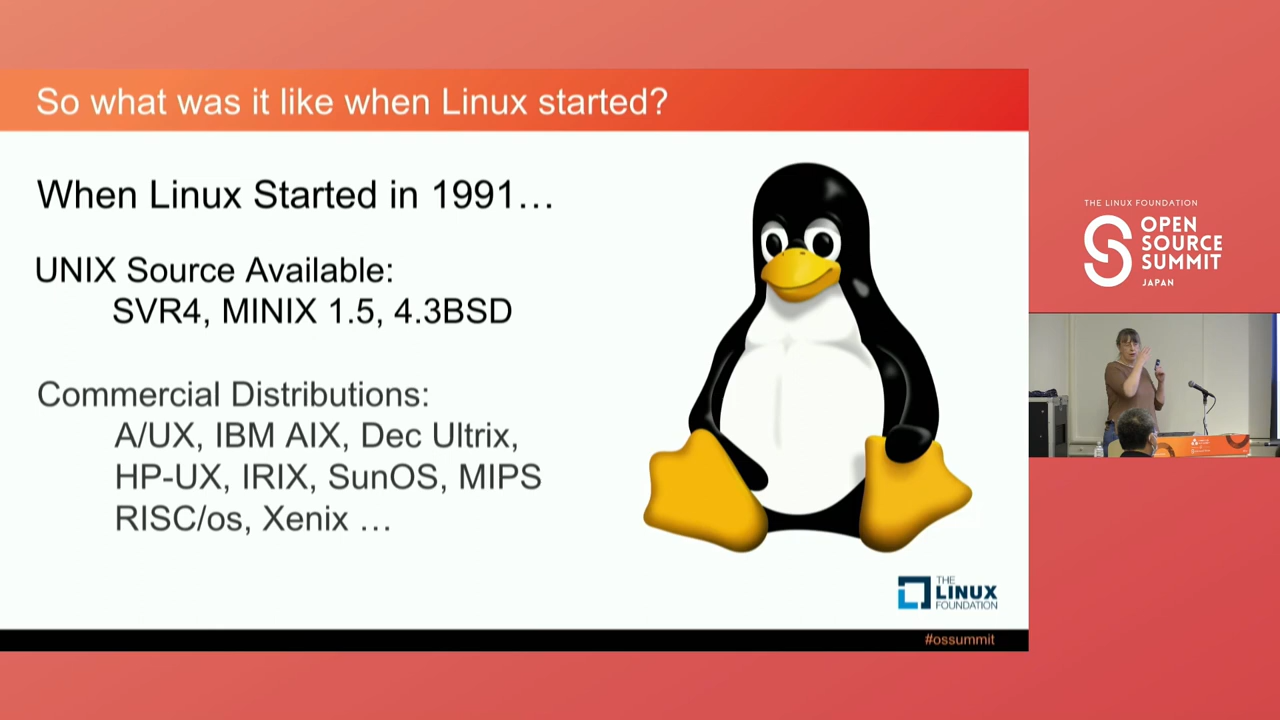 So what was it like when Linux started?
When Linux Started in 1991…
UNIX Source Available:
SVR4, MINIX 1.5, 4.3BSD
Commercial Distributions:
A/UX, IBM AIX, Dec Ultrix,
HP-UX, IRIX, SunOS, MIPS
RISC/os, Xenix …
THE
LINUX
FOUNDATION
#ossummit
THE LINUX FOUNDATION
OPEN
SOURCE
SUMMIT
JAPAN